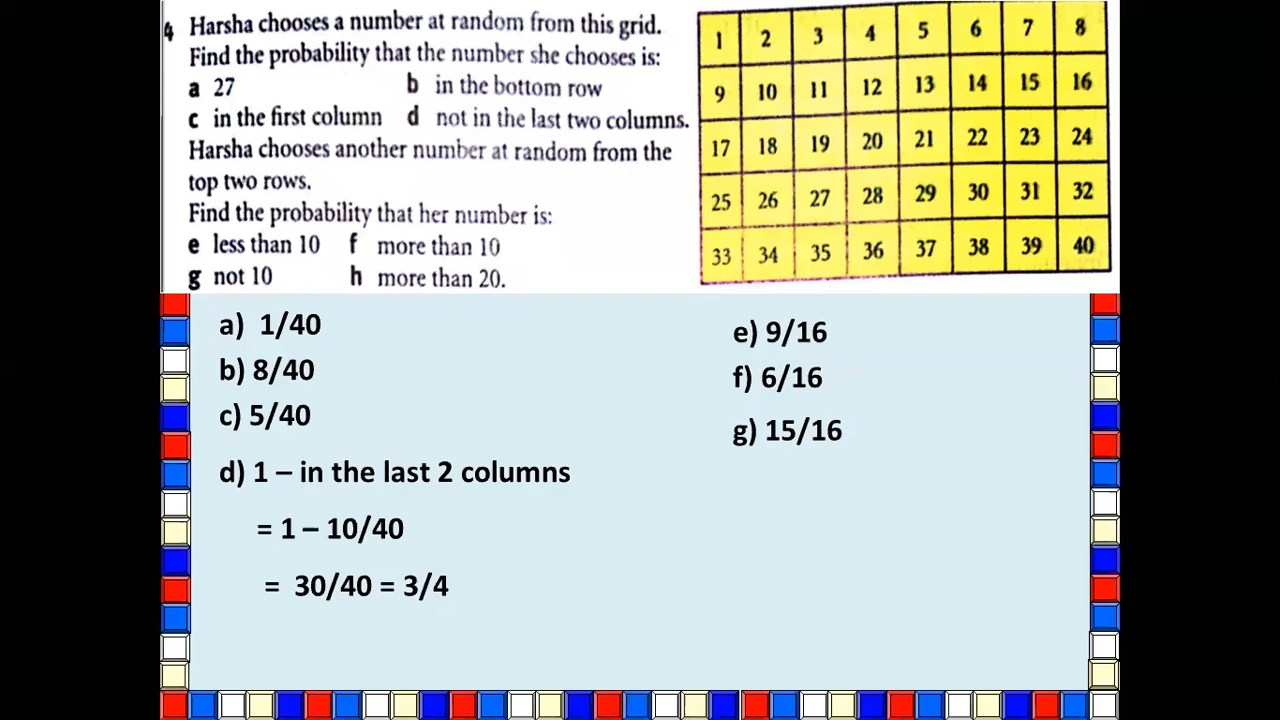 4 Harsha chooses a number at random from this grid.
Find the probability that the number she chooses is:
a 27 b in the bottom row
c in the first column d not in the last two columns.
Harsha chooses another number at random from the
top two rows.
Find the probability that her number is:
e less than 10 f more than 10
g not 10 h more than 20.
1 2 3 4 5 6 7 8
9 10 11 12 13 14 15 16
17 18 19 20 21 22 23 24
25 26 27 28 29 30 31 32
33 34 35 36 37 38 39 40
a) 1/40
b) 8/40
c) 5/40
d) 1 – in the last 2 columns
= 1 – 10/40
= 30/40 = 3/4
e) 9/16
f) 6/16
g) 15/16